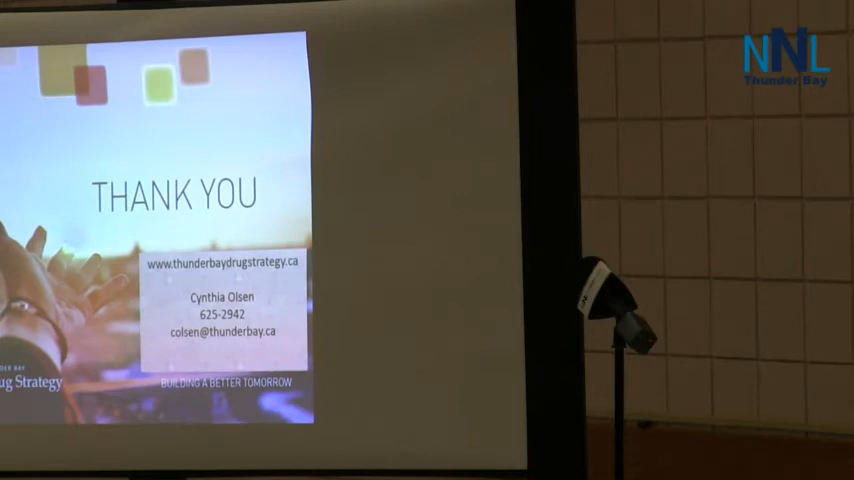 NNL
Thunder Bay
THANK YOU
www.thunderbaydrugstrategy.ca
Cynthia Olsen
625-2942
colsen@thunderbay.ca
Strategy
BUILDING A BETTER TOMORROW